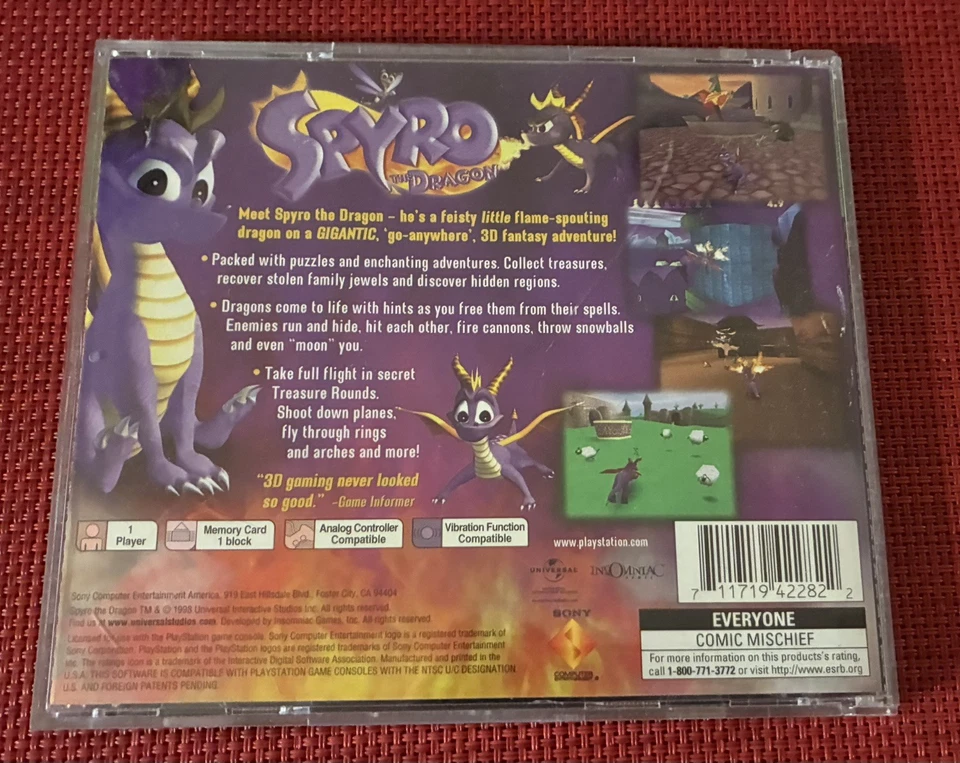 SPYRO
THE DRAGON
Meet Spyro the Dragon – he's a feisty little flame-spouting
dragon on a GIGANTIC, 'go-anywhere', 3D fantasy adventure!
• Packed with puzzles and enchanting adventures. Collect treasures,
recover stolen family jewels and discover hidden regions.
• Dragons come to life with hints as you free them from their spells.
Enemies run and hide, hit each other, fire cannons, throw snowballs
and even "moon" you.
• Take full flight in secret
Treasure Rounds.
Shoot down planes,
fly through rings
and arches and more!
"3D gaming never looked
so good." –Game Informer
1
Player
Memory Card
1 block
Analog Controller
Compatible
Vibration Function
Compatible
www.playstation.com
UNIVERSAL
INSOMNIAC
GAMES
7 11719 42282 2
Sony Computer Entertainment America, 919 East Hillsdale Blvd., Foster City, CA 94404
Spyro the Dragon TM & © 1998 Universal Interactive Studios Inc. All rights reserved.
Find us at www.universalstudios.com. Developed by Insomniac Games, Inc. All rights reserved.
Licensed for use with the PlayStation game console. Sony Computer Entertainment logo is a registered trademark of
Sony Corporation. PlayStation and the PlayStation logos are registered trademarks of Sony Computer Entertainment
Inc. The ratings icon is a trademark of the Interactive Digital Software Association. Manufactured and printed in the
U.S.A. THIS SOFTWARE IS COMPATIBLE WITH PLAYSTATION GAME CONSOLES WITH THE NTSC U/C DESIGNATION
U.S. AND FOREIGN PATENTS PENDING.
SONY
COMPUTER
EVERYONE
COMIC MISCHIEF
For more information on this products's rating,
call 1-800-771-3772 or visit http://www.esrb.org